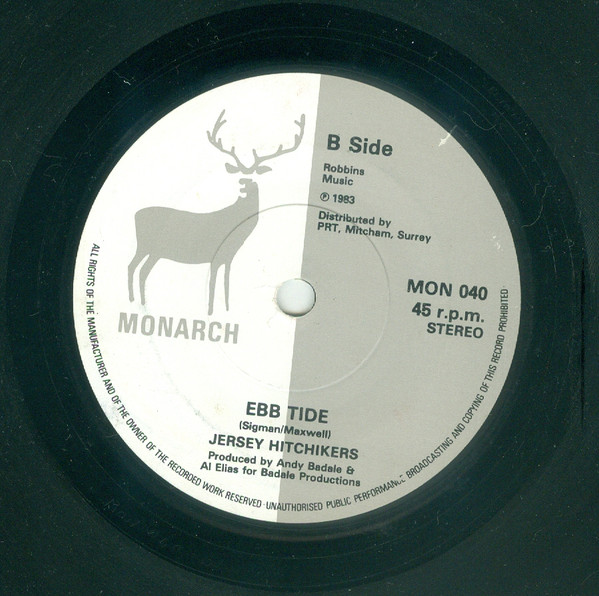 B Side
Robbins
Music
℗ 1983
Distributed by
PRT, Mitcham, Surrey
MONARCH
MON 040
45 r.p.m.
STEREO
EBB TIDE
(Sigman/Maxwell)
JERSEY HITCHIKERS
Produced by Andy Badale &
Al Elias for Badale Productions
ALL RIGHTS OF THE MANUFACTURER AND OF THE OWNER OF THE RECORDED WORK RESERVED · UNAUTHORISED PUBLIC PERFORMANCE BROADCASTING AND COPYING OF THIS RECORD PROHIBITED